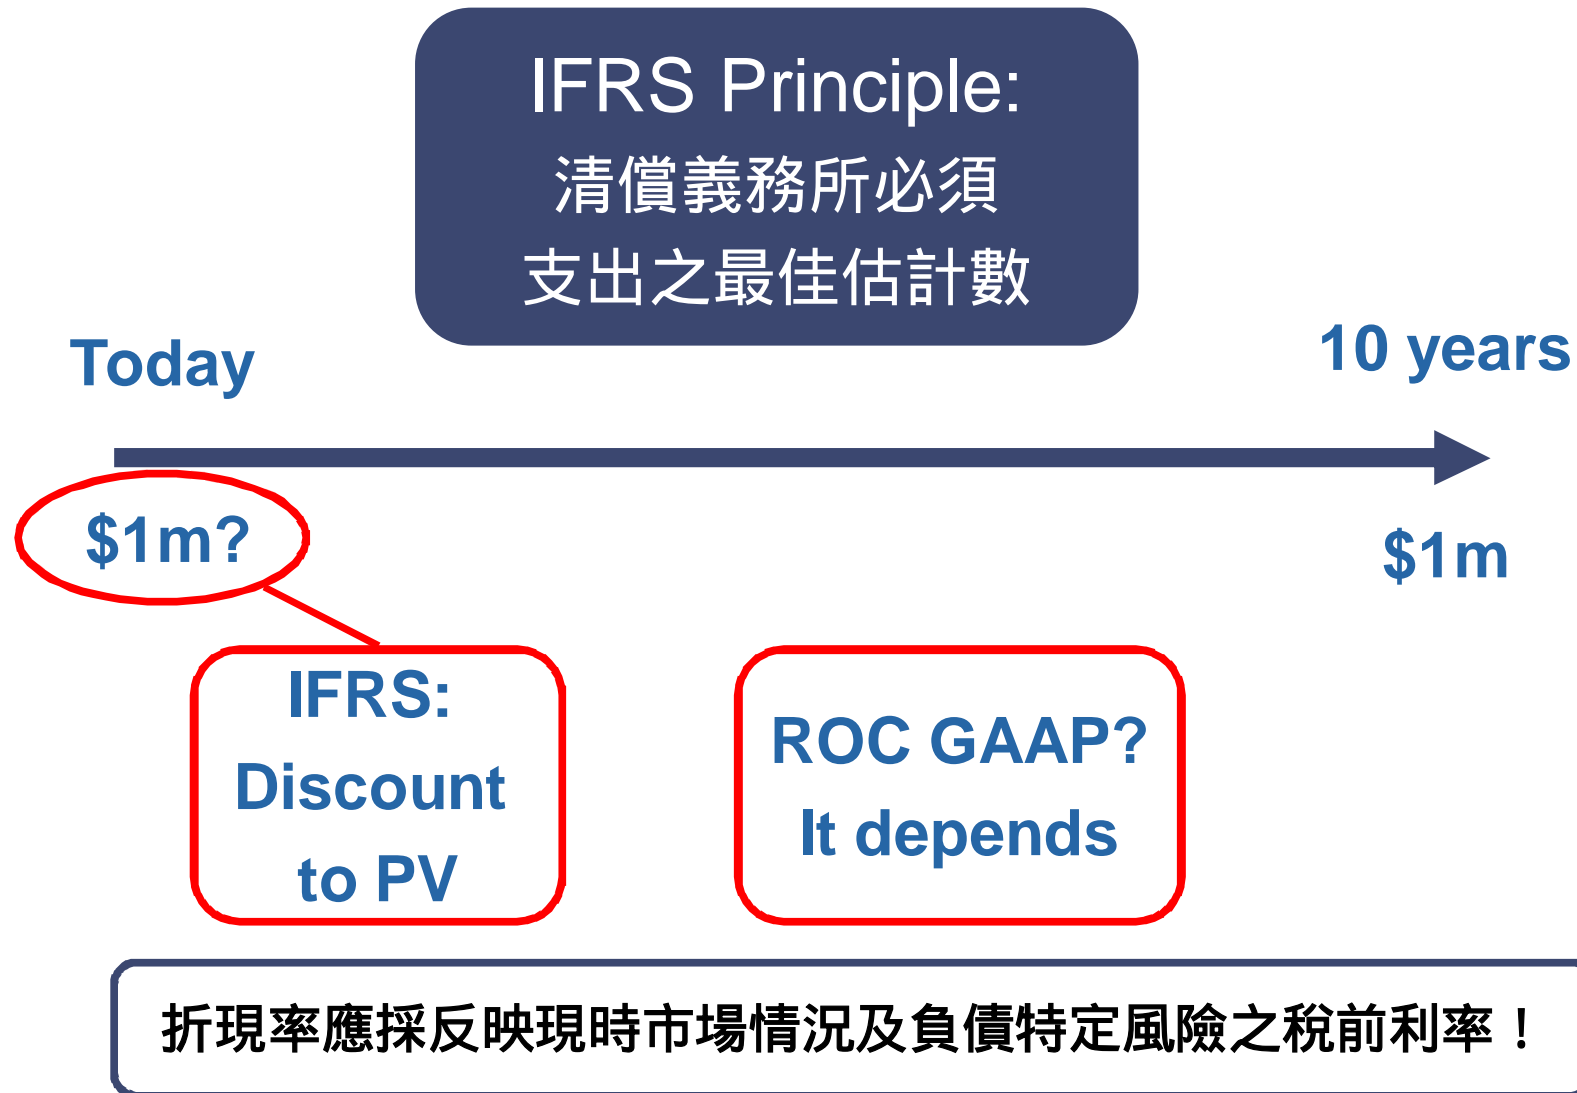 IFRS Principle:
清償義務所必須
支出之最佳估計數
Today
10 years
$1m?
$1m
IFRS:
Discount
to PV
ROC GAAP?
It depends
折現率應採反映現時市場情況及負債特定風險之稅前利率！